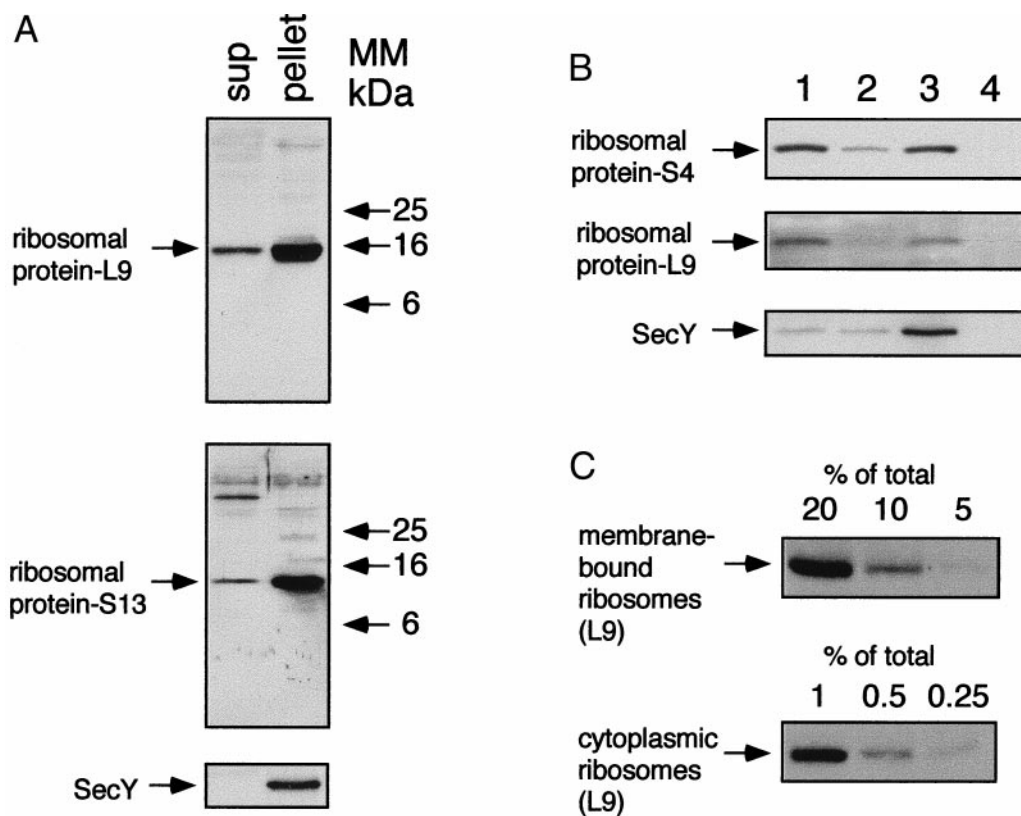 A
sup
pellet
MM
kDa
ribosomal
protein-L9
25
16
6
ribosomal
protein-S13
25
16
6
SecY
B
1 2 3 4
ribosomal
protein-S4
ribosomal
protein-L9
SecY
C
% of total
20 10 5
membrane-
bound
ribosomes
(L9)
% of total
1 0.5 0.25
cytoplasmic
ribosomes
(L9)